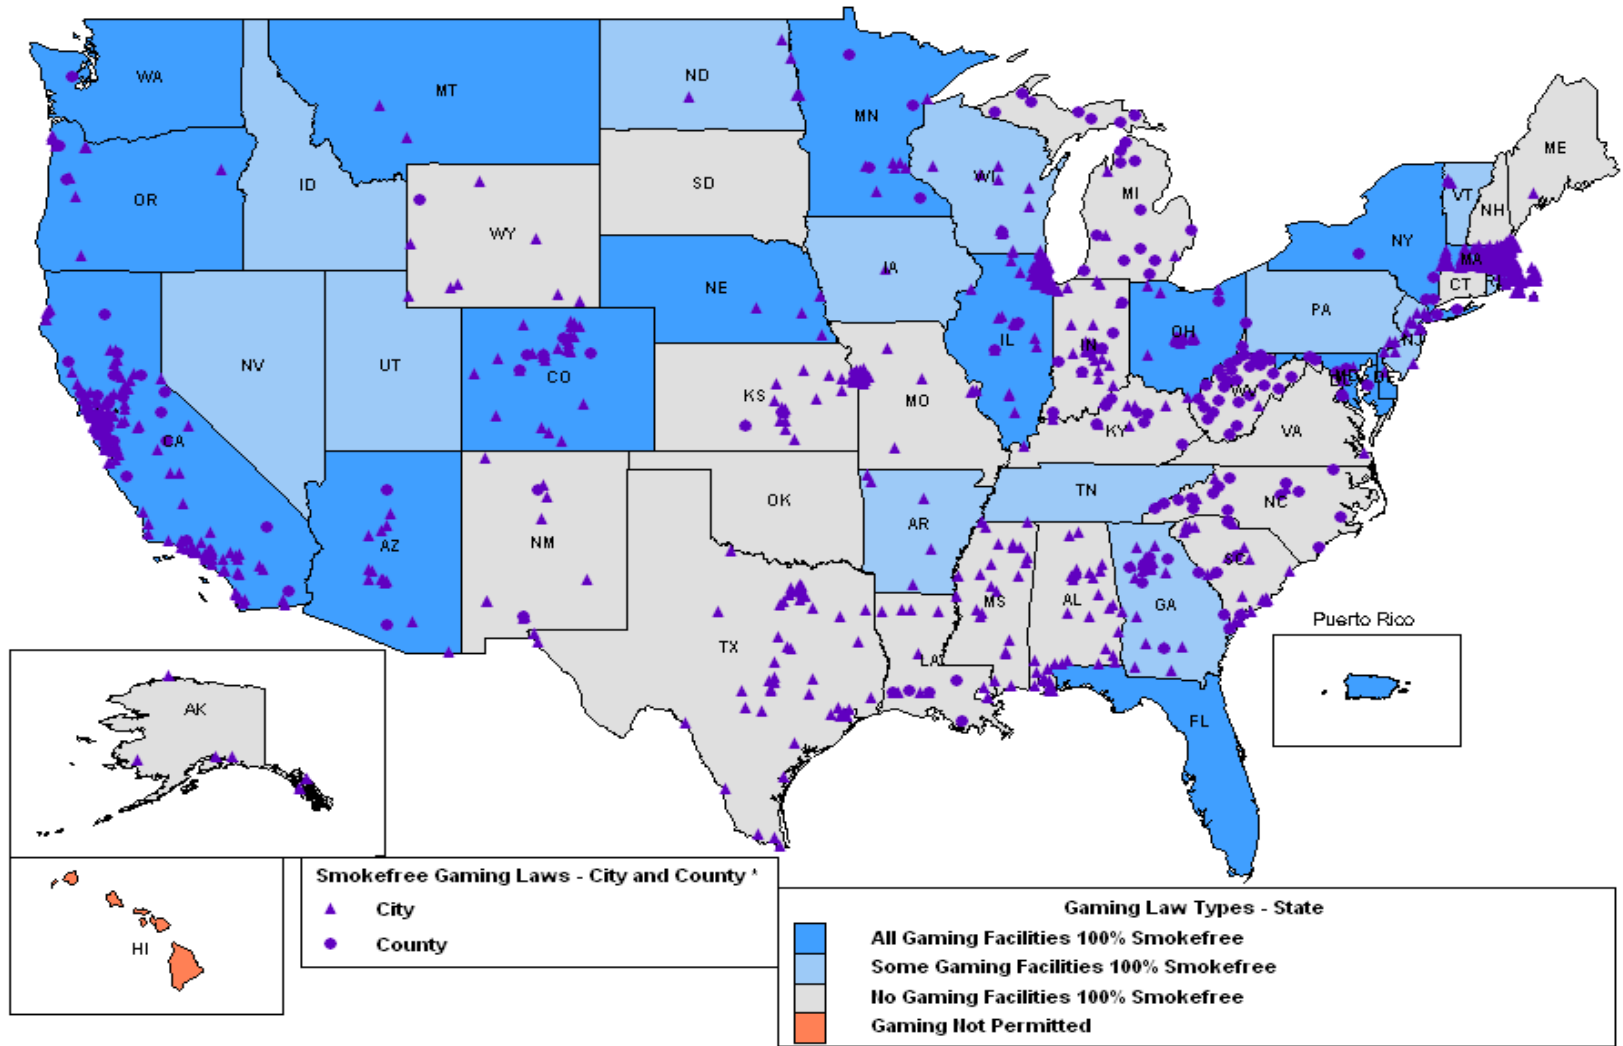 WA
MT
ND
MN
OR
ID
WY
SD
WI
MI
VT
NH
ME
NY
MA
CT
NE
IA
PA
NJ
NV
UT
CO
KS
MO
IL
IN
OH
WV
DE
VA
KY
CA
AZ
NM
OK
AR
TN
NC
SC
TX
LA
MS
AL
GA
FL
Puerto Rico
AK
HI
Smokefree Gaming Laws - City and County *
City
County
Gaming Law Types - State
All Gaming Facilities 100% Smokefree
Some Gaming Facilities 100% Smokefree
No Gaming Facilities 100% Smokefree
Gaming Not Permitted